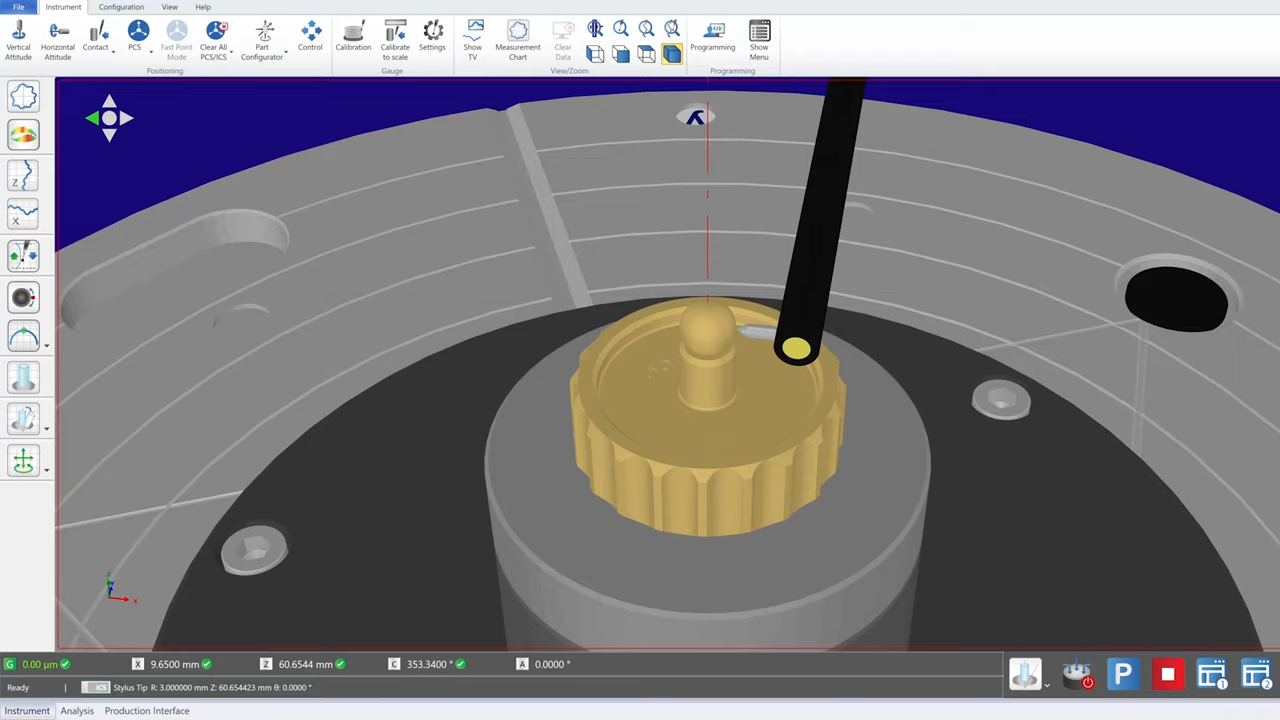 File Instrument Configuration View Help
Vertical Attitude
Horizontal Attitude
Contact
PCS
Fast Point Mode
Clear All PCS/ICS
Part Configurator
Control
Calibration
Calibrate to scale
Settings
Show TV
Measurement Chart
Clear Data
Programming
Show Menu
Positioning Gauge View/Zoom Programming
Z
X
z
x
G 0.00 µm X 9.6500 mm Z 60.6544 mm C 353.3400 ° A 0.0000 °
P
1
2
Ready ICS Stylus Tip R: 3.000000 mm Z: 60.654423 mm θ: 0.0000 °
Instrument Analysis Production Interface